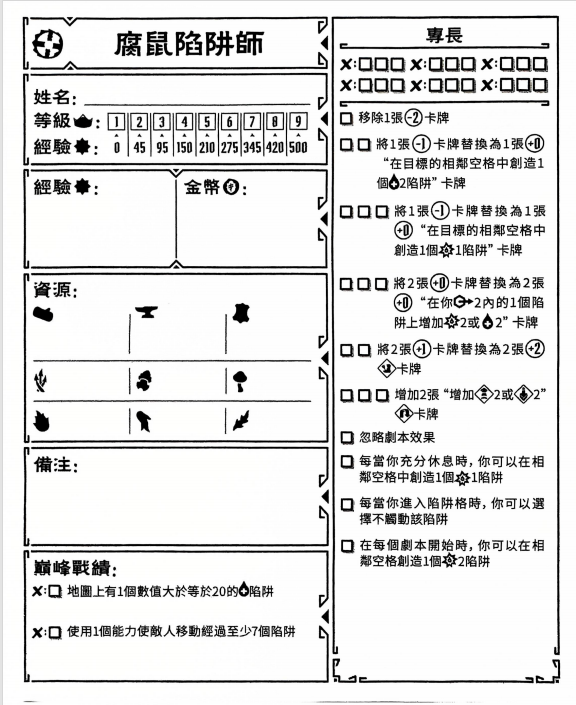 腐鼠陷阱師
姓名:
等級: 1 2 3 4 5 6 7 8 9
經驗: 0 45 95 150 210 275 345 420 500
經驗: 金幣:
資源:
備注:
巔峰戰績:
X: 地圖上有1個數值大於等於20的陷阱
X: 使用1個能力使敵人移動經過至少7個陷阱
專長
X: X: X:
X: X: X:
移除1張-2卡牌
將1張-1卡牌替換為1張+0
“在目標的相鄰空格中創造1
個2陷阱”卡牌
將1張-1卡牌替換為1張
+0“在目標的相鄰空格中
創造1個1陷阱”卡牌
將2張+0卡牌替換為2張
+0“在你2內的1個陷
阱上增加2或2”卡牌
將2張+1卡牌替換為2張+2
卡牌
增加2張“增加2或2”
卡牌
忽略劇本效果
每當你充分休息時,你可以在相
鄰空格中創造1個1陷阱
每當你進入陷阱格時,你可以選
擇不觸動該陷阱
在每個劇本開始時,你可以在相
鄰空格創造1個2陷阱